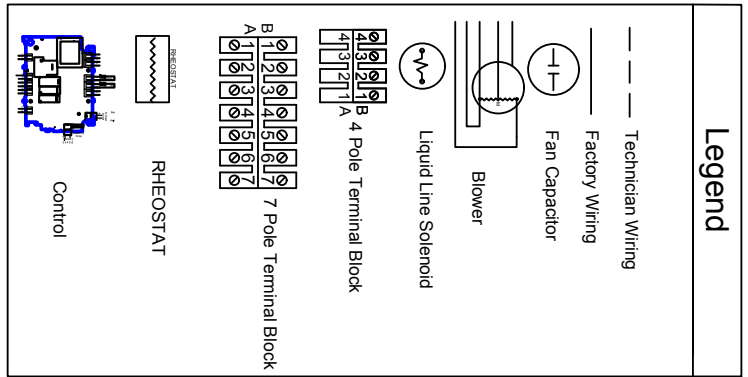 Legend
Technician Wiring
Factory Wiring
Fan Capacitor
Blower
Liquid Line Solenoid
4 Pole Terminal Block
B
1 2 3 4
1 2 3 4
A
7 Pole Terminal Block
B
1 2 3 4 5 6 7
1 2 3 4 5 6 7
A
RHEOSTAT
RHEOSTAT
Control